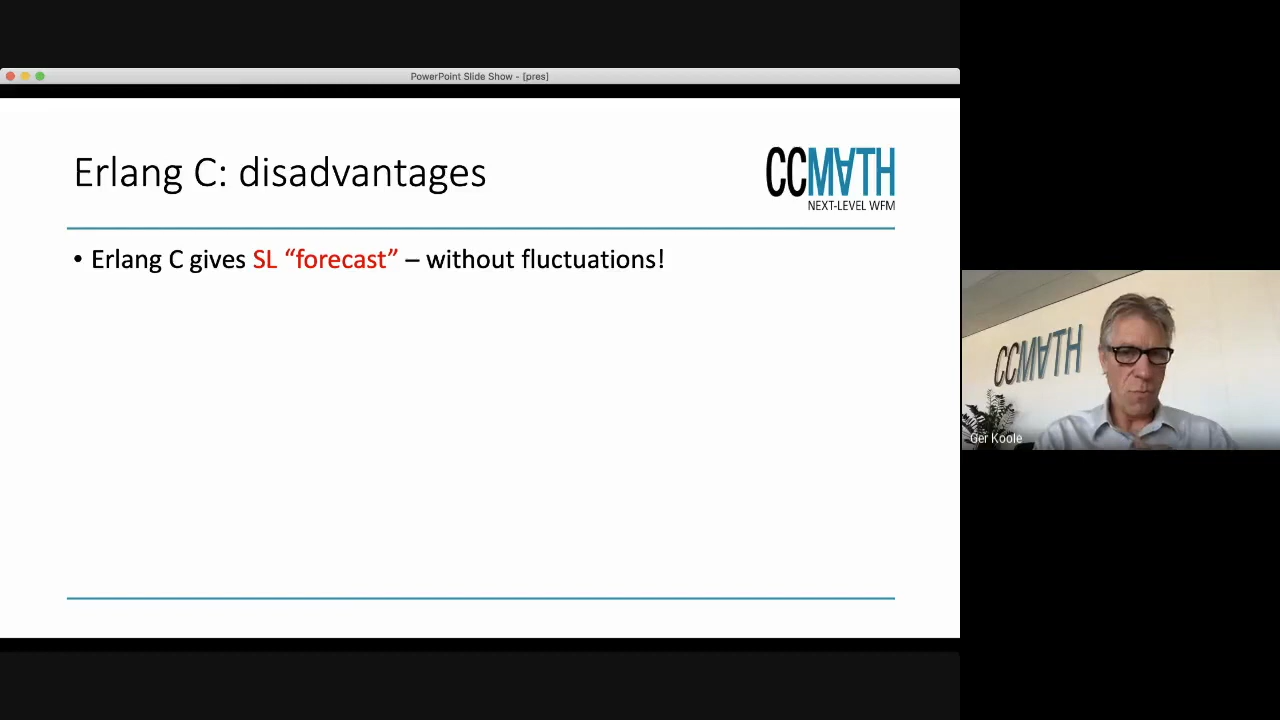 PowerPoint Slide Show - [pres]
Erlang C: disadvantages
CCMATH
NEXT-LEVEL WFM
• Erlang C gives SL “forecast” – without fluctuations!
CCMATH
Ger Koole